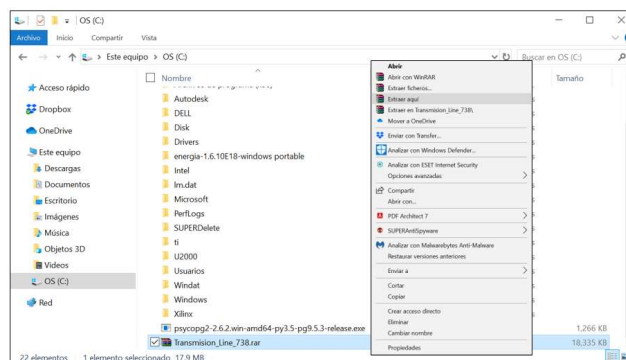 OS (C:)
Archivo Inicio Compartir Vista
Este equipo > OS (C:)
Buscar en OS (C:)
Nombre
Tamaño
Acceso rápido
Dropbox
OneDrive
Este equipo
Descargas
Documentos
Escritorio
Imágenes
Música
Objetos 3D
Videos
OS (C:)
Red
Autodesk
DELL
Disk
Drivers
energia-1.6.10E18-windows portable
Intel
lm.dat
Microsoft
PerfLogs
SUPERDelete
ti
U2000
Usuarios
Windat
Windows
Xilinx
psycopg2-2.6.2.win-amd64-py3.5-pg9.5.3-release.exe
1,266 KB
Transmision_Line_738.rar
18,335 KB
Abrir
Abrir con WinRAR
Extraer ficheros...
Extraer aquí
Extraer en Transmision_Line_738\
Mover a OneDrive
Enviar con Transfer...
Analizar con Windows Defender...
Analizar con ESET Internet Security
Opciones avanzadas
Compartir
Abrir con...
PDF Architect 7
SUPERAntiSpyware
Analizar con Malwarebytes Anti-Malware
Restaurar versiones anteriores
Enviar a
Cortar
Copiar
Crear acceso directo
Eliminar
Cambiar nombre
Propiedades
22 elementos 1 elemento seleccionado 17.9 MB